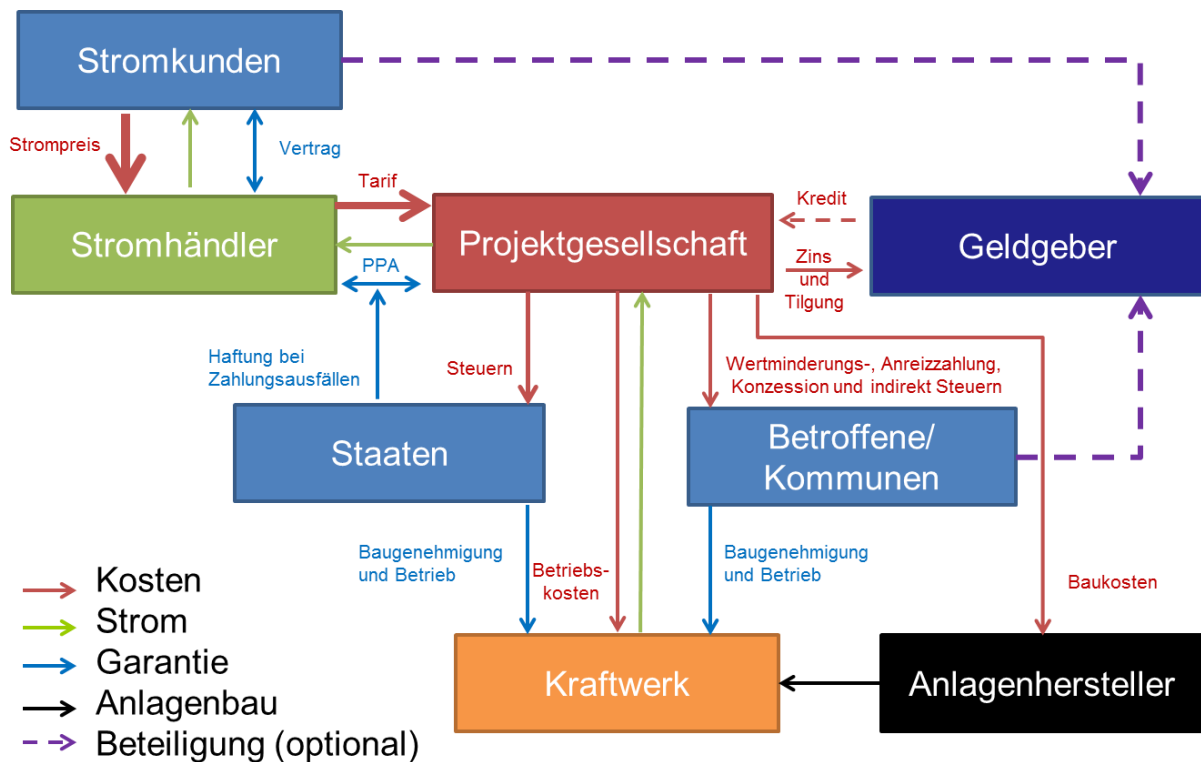 Stromkunden
Strompreis
Vertrag
Tarif
Stromhändler
Projektgesellschaft
Kredit
Geldgeber
PPA
Zins
und
Tilgung
Haftung bei
Zahlungsausfällen
Steuern
Wertminderungs-, Anreizzahlung,
Konzession und indirekt Steuern
Staaten
Betroffene/
Kommunen
Baugenehmigung
und Betrieb
Betriebs-
kosten
Baugenehmigung
und Betrieb
Baukosten
Kosten
Strom
Garantie
Anlagenbau
Beteiligung (optional)
Kraftwerk
Anlagenhersteller